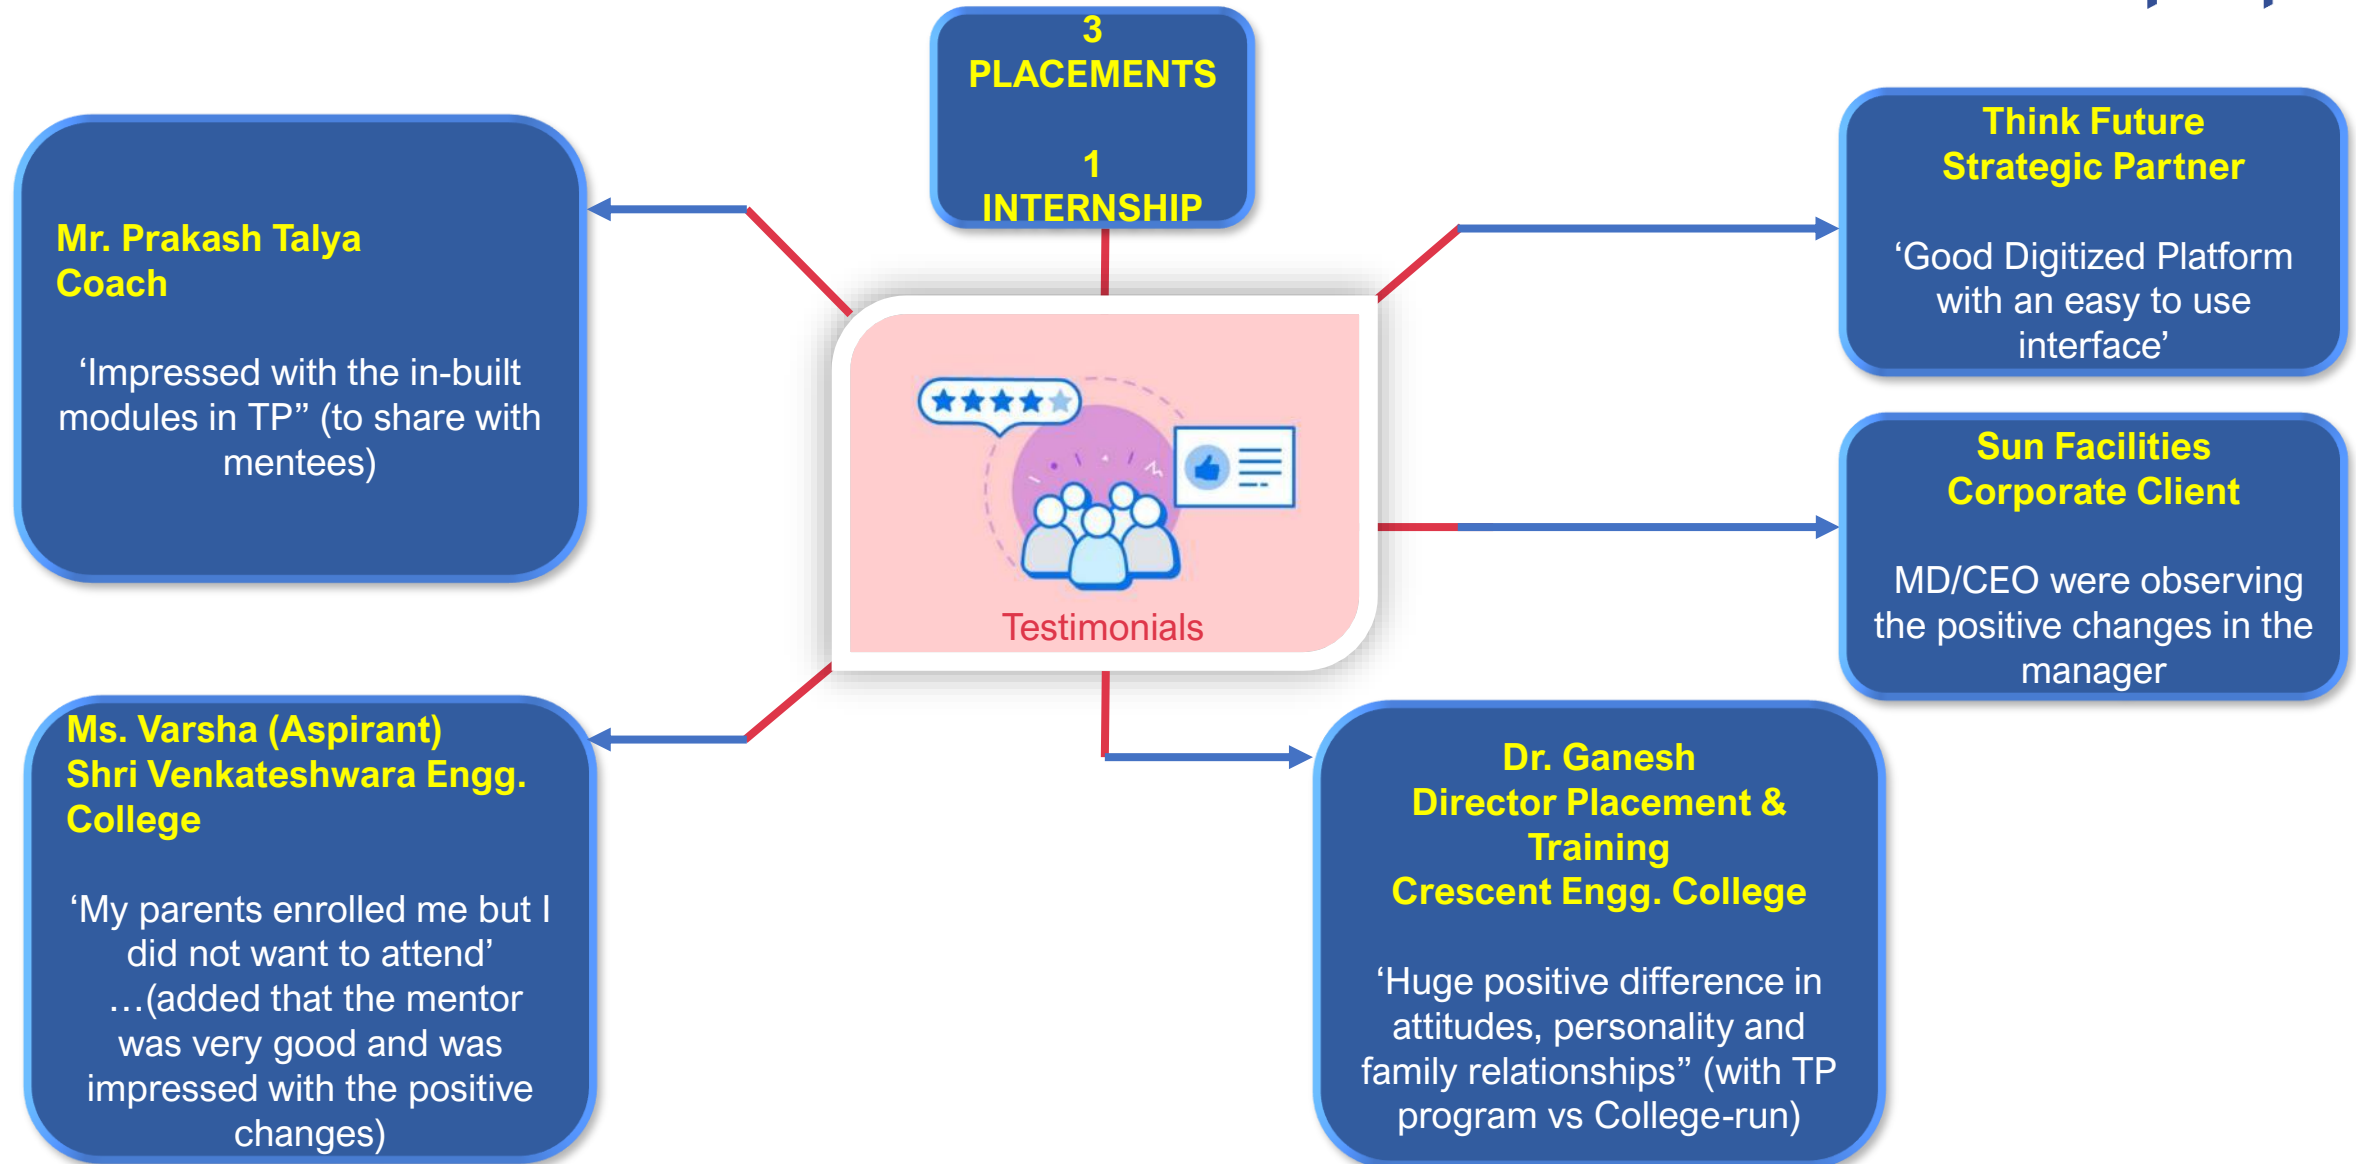 3
PLACEMENTS
1
INTERNSHIP
Mr. Prakash Talya
Coach
‘Impressed with the in-built
modules in TP” (to share with
mentees)
Think Future
Strategic Partner
‘Good Digitized Platform
with an easy to use
interface’
Testimonials
Sun Facilities
Corporate Client
MD/CEO were observing
the positive changes in the
manager
Ms. Varsha (Aspirant)
Shri Venkateshwara Engg.
College
‘My parents enrolled me but I
did not want to attend’
…(added that the mentor
was very good and was
impressed with the positive
changes)
Dr. Ganesh
Director Placement &
Training
Crescent Engg. College
‘Huge positive difference in
attitudes, personality and
family relationships” (with TP
program vs College-run)